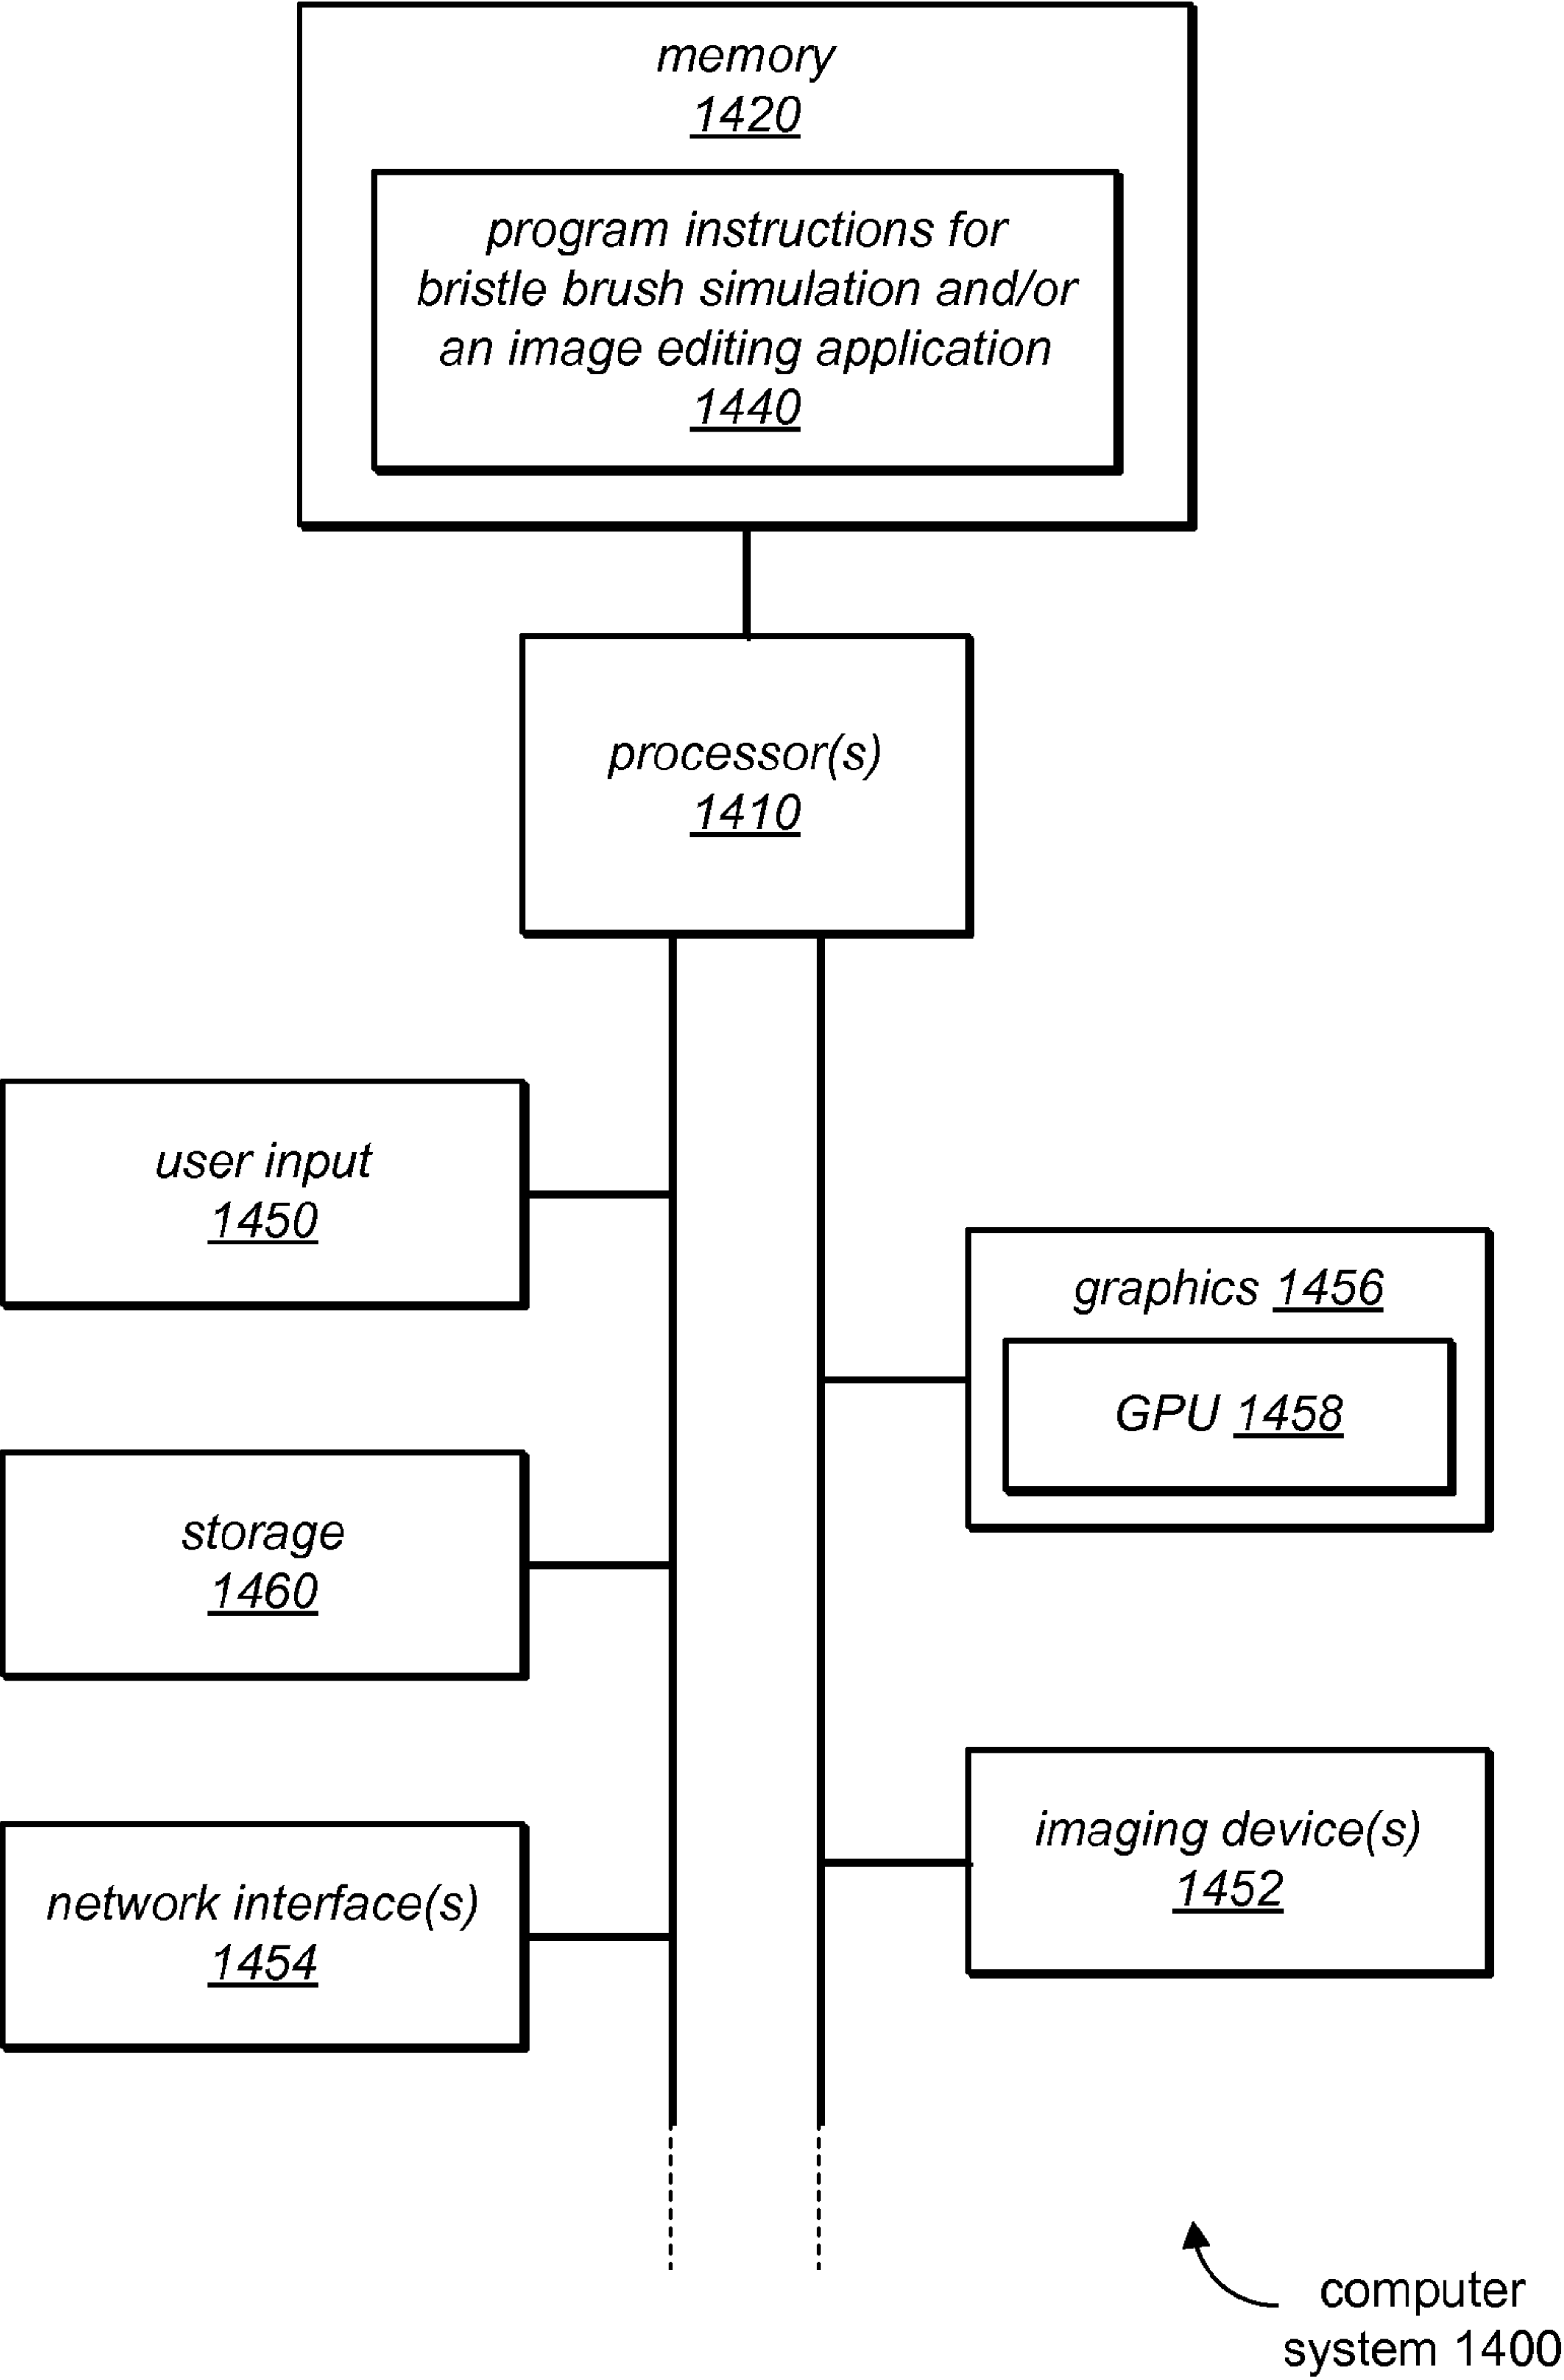 memory
1420
program instructions for
bristle brush simulation and/or
an image editing application
1440
processor(s)
1410
user input
1450
graphics 1456
GPU 1458
storage
1460
imaging device(s)
1452
network interface(s)
1454
computer
system 1400